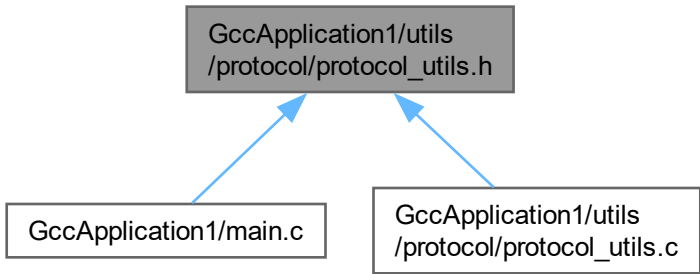 GccApplication1/utils
/protocol/protocol_utils.h
GccApplication1/main.c
GccApplication1/utils
/protocol/protocol_utils.c